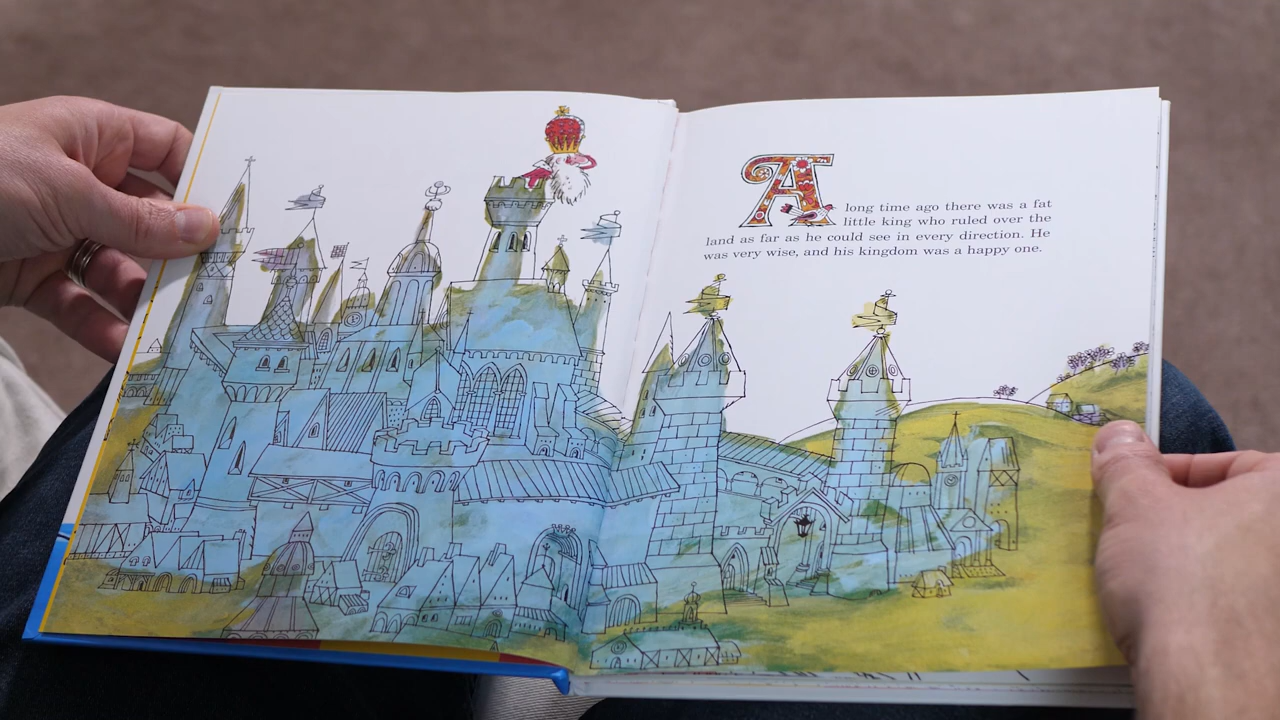 A long time ago there was a fat
little king who ruled over the
land as far as he could see in every direction. He
was very wise, and his kingdom was a happy one.